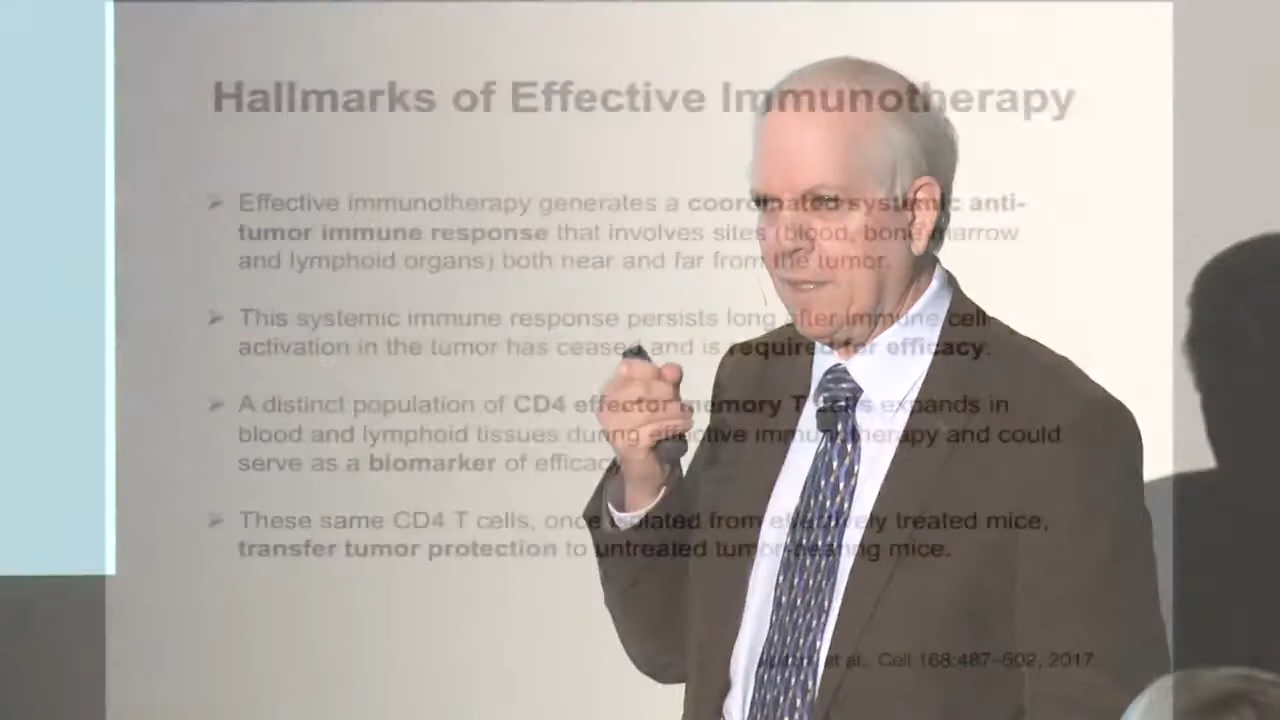 Hallmarks of Effective Immunotherapy
➢ Effective immunotherapy generates a coordinated systemic anti-
tumor immune response that involves sites (blood, bone marrow
and lymphoid organs) both near and far from the tumor.
➢ This systemic immune response persists long after immune cell
activation in the tumor has ceased and is required for efficacy.
➢ A distinct population of CD4 effector memory T cells expands in
blood and lymphoid tissues during effective immunotherapy and could
serve as a biomarker of efficacy
➢ These same CD4 T cells, once isolated from effectively treated mice,
transfer tumor protection to untreated tumor-bearing mice.
et al., Cell 168:487–502, 2017